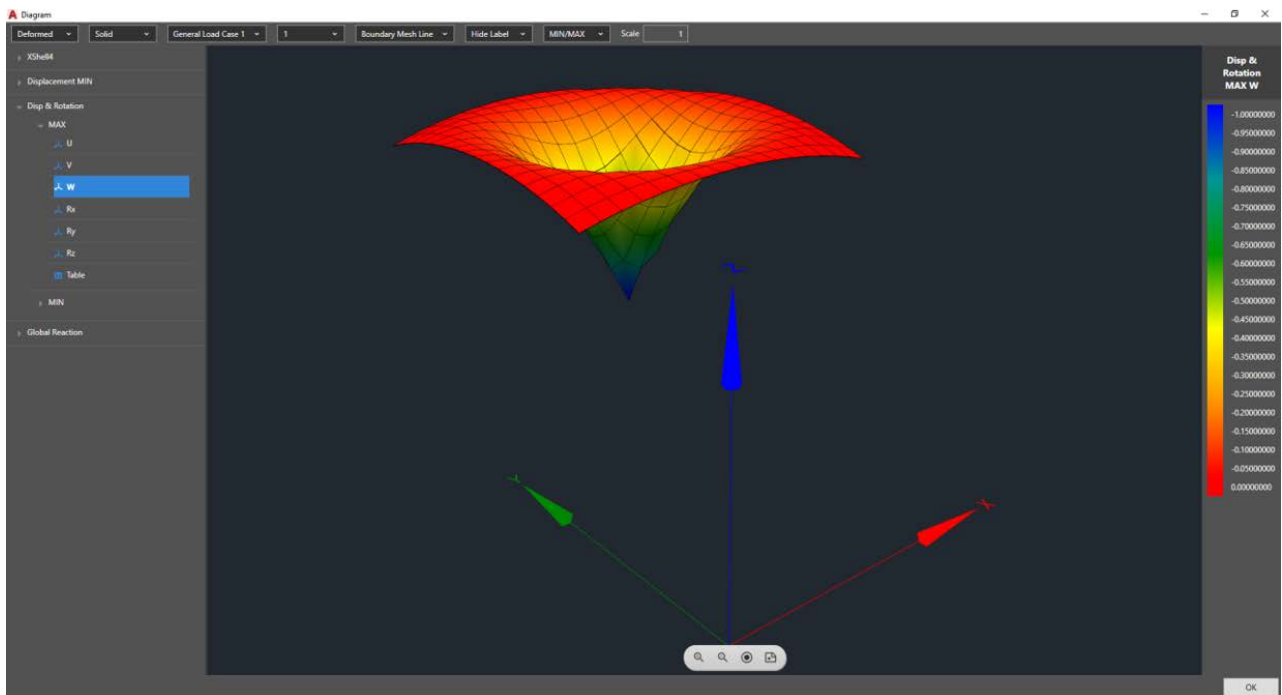 Diagram
Deformed Solid General Load Case 1 1 Boundary Mesh Line Hide Label MIN/MAX Scale 1
XShell4
Displacement MIN
Disp & Rotation
MAX
U
V
W
Rx
Ry
Rz
Table
MIN
Global Reaction
Z
Y
X
Disp &
Rotation
MAX W
-1.00000000
-0.95000000
-0.90000000
-0.85000000
-0.80000000
-0.75000000
-0.70000000
-0.65000000
-0.60000000
-0.55000000
-0.50000000
-0.45000000
-0.40000000
-0.35000000
-0.30000000
-0.25000000
-0.20000000
-0.15000000
-0.10000000
-0.05000000
0.00000000
OK